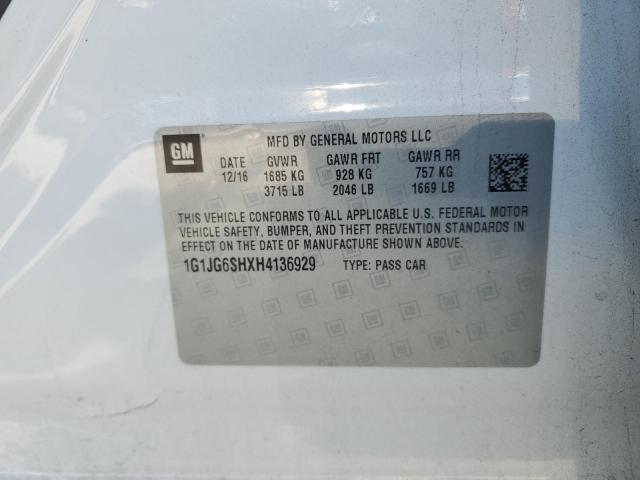 GM
MFD BY GENERAL MOTORS LLC
DATE GVWR GAWR FRT GAWR RR
12/16 1685 KG 928 KG 757 KG
3715 LB 2046 LB 1669 LB
THIS VEHICLE CONFORMS TO ALL APPLICABLE U.S. FEDERAL MOTOR
VEHICLE SAFETY, BUMPER, AND THEFT PREVENTION STANDARDS IN
EFFECT ON THE DATE OF MANUFACTURE SHOWN ABOVE.
1G1JG6SHXH4136929 TYPE: PASS CAR